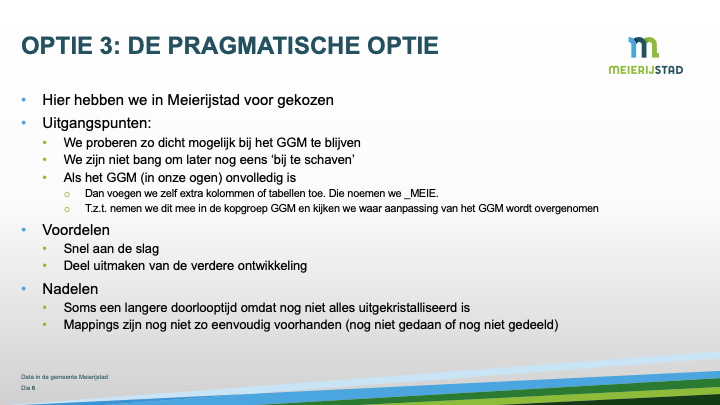 OPTIE 3: DE PRAGMATISCHE OPTIE
MEIERIJSTAD
• Hier hebben we in Meierijstad voor gekozen
• Uitgangspunten:
• We proberen zo dicht mogelijk bij het GGM te blijven
• We zijn niet bang om later nog eens ‘bij te schaven’
• Als het GGM (in onze ogen) onvolledig is
o Dan voegen we zelf extra kolommen of tabellen toe. Die noemen we _MEIE.
o T.z.t. nemen we dit mee in de kopgroep GGM en kijken we waar aanpassing van het GGM wordt overgenomen
• Voordelen
• Snel aan de slag
• Deel uitmaken van de verdere ontwikkeling
• Nadelen
• Soms een langere doorlooptijd omdat nog niet alles uitgekristalliseerd is
• Mappings zijn nog niet zo eenvoudig voorhanden (nog niet gedaan of nog niet gedeeld)
Data in de gemeente Meierijstad
Dia 6